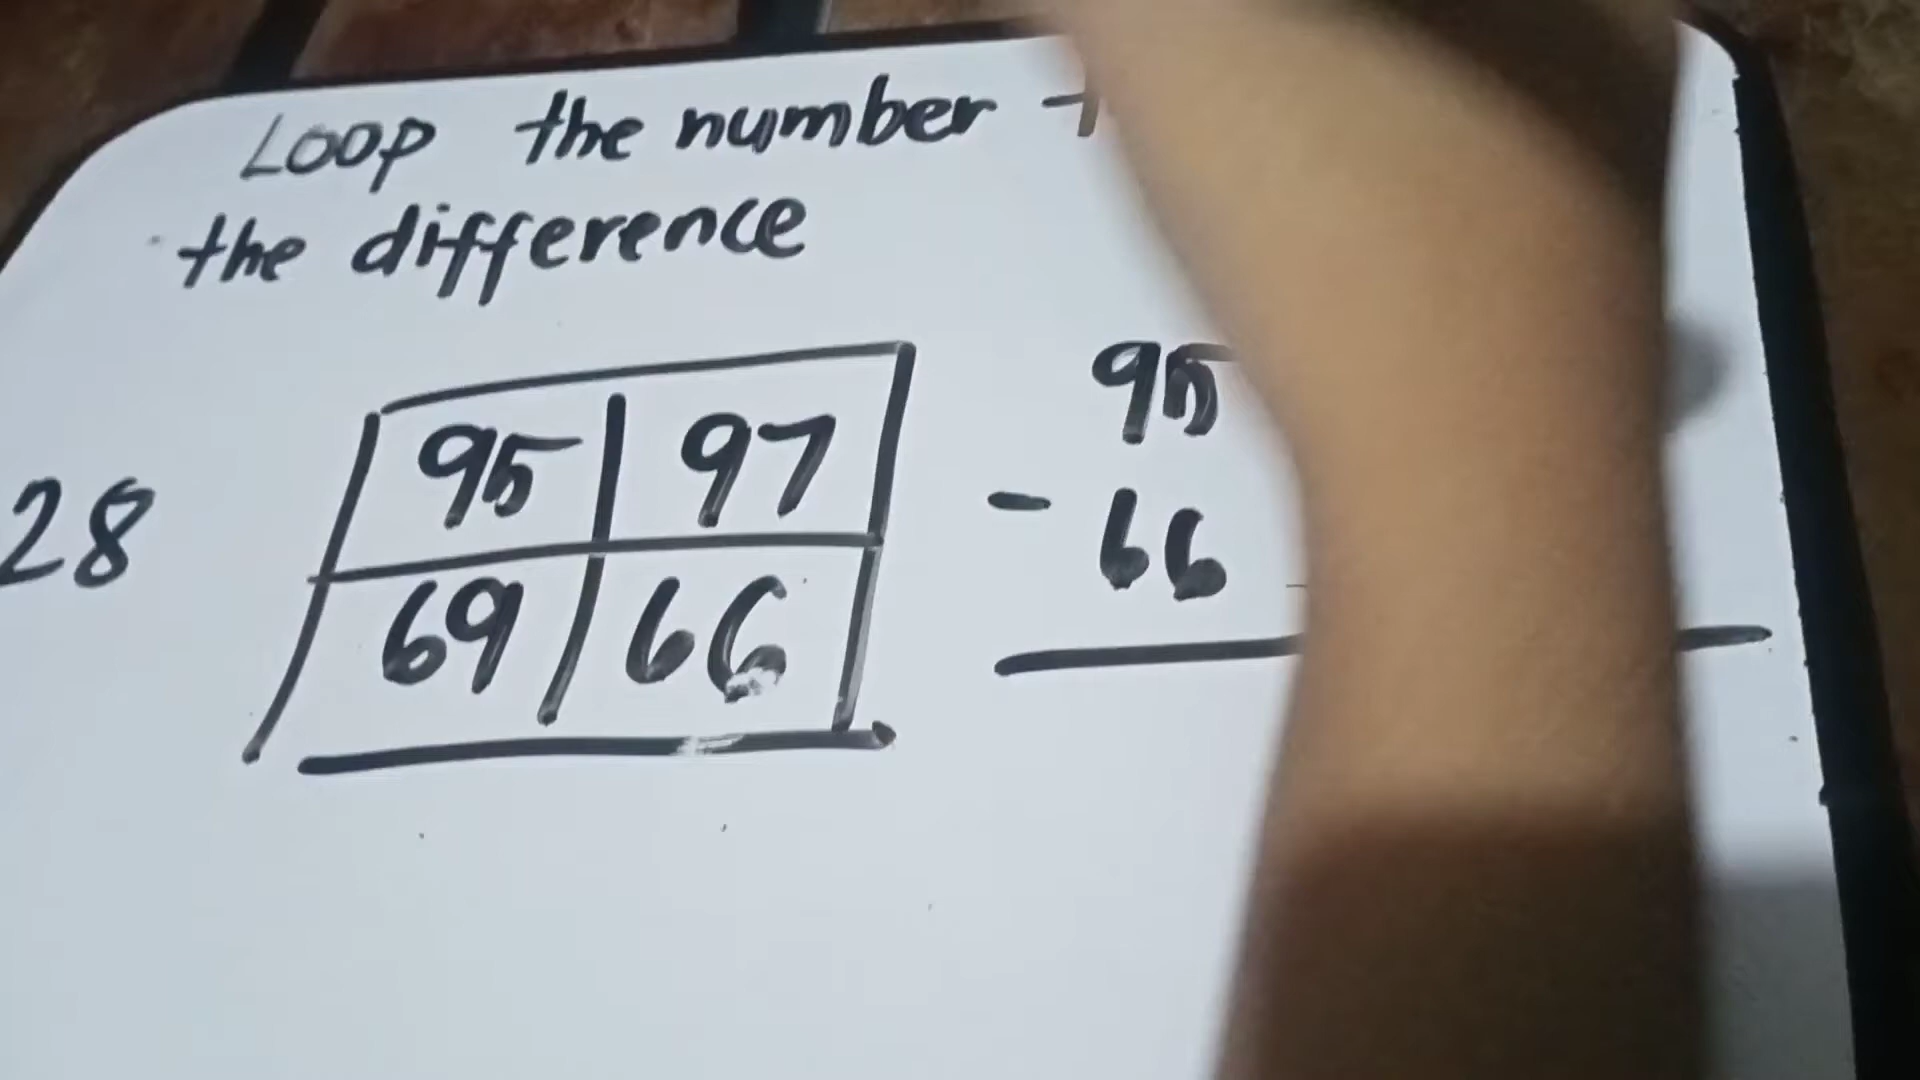 Loop the number
the difference
95 97
28
69 66
95
- 66